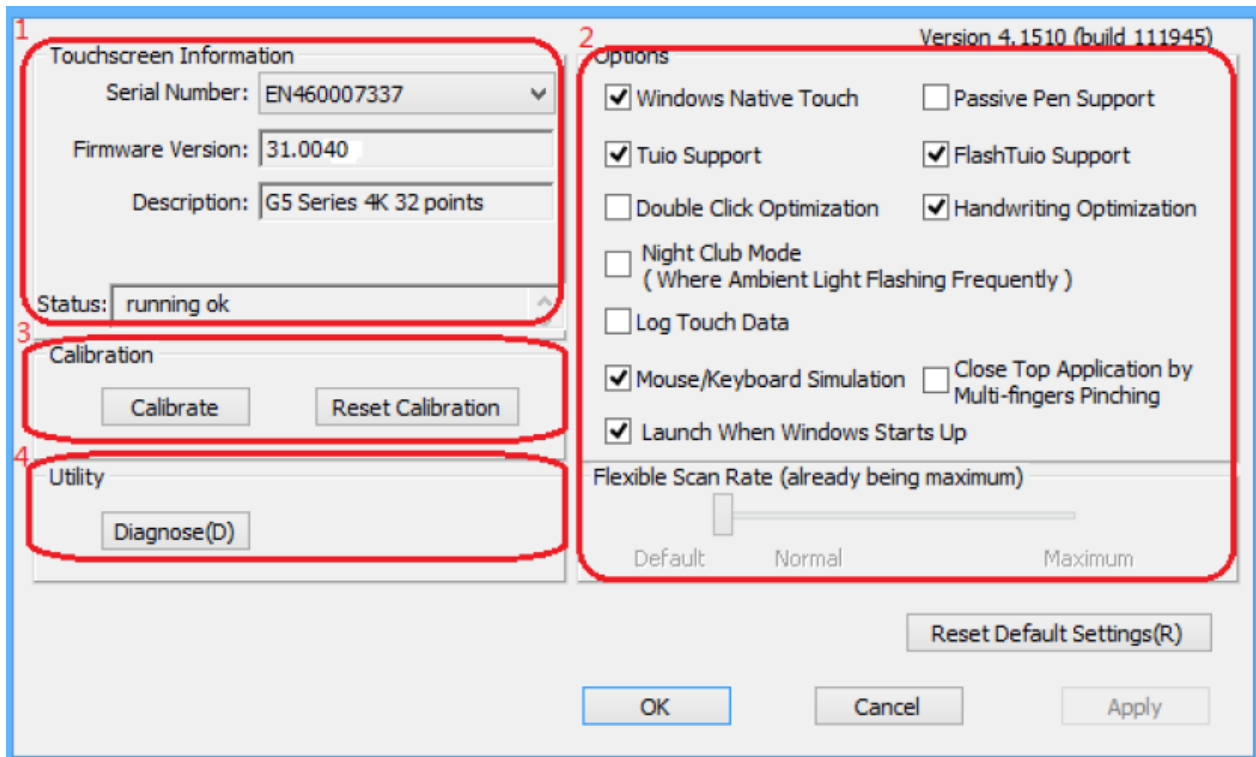 1
Touchscreen Information
Serial Number: EN460007337
Firmware Version: 31.0040
Description: G5 Series 4K 32 points
Status: running ok
3
Calibration
Calibrate Reset Calibration
4
Utility
Diagnose(D)
Version 4.1510 (build 111945)
2
Options
Windows Native Touch Passive Pen Support
Tuio Support FlashTuio Support
Double Click Optimization Handwriting Optimization
Night Club Mode
( Where Ambient Light Flashing Frequently )
Log Touch Data
Mouse/Keyboard Simulation Close Top Application by
Multi-fingers Pinching
Launch When Windows Starts Up
Flexible Scan Rate (already being maximum)
Default Normal Maximum
Reset Default Settings(R)
OK Cancel Apply